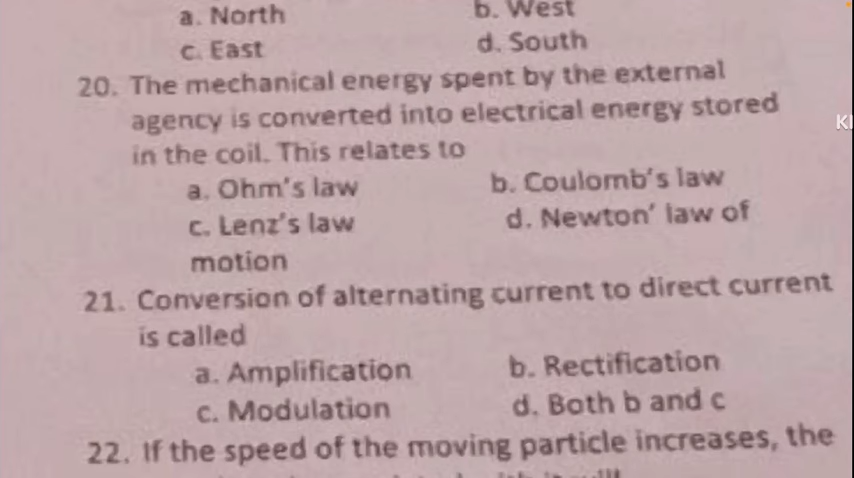 a. North b. West
c. East d. South
20. The mechanical energy spent by the external
agency is converted into electrical energy stored
in the coil. This relates to
a. Ohm's law b. Coulomb's law
c. Lenz's law d. Newton' law of
motion
21. Conversion of alternating current to direct current
is called
a. Amplification b. Rectification
c. Modulation d. Both b and c
22. If the speed of the moving particle increases, the